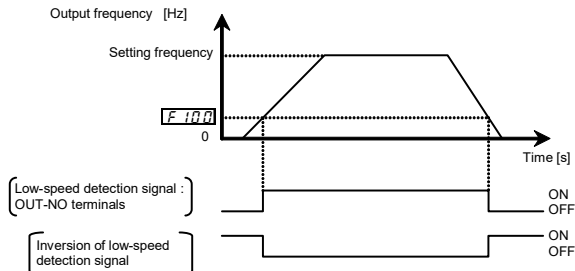 Output frequency [Hz]
Setting frequency
F 100
0
Time [s]
Low-speed detection signal :
OUT-NO terminals
ON
OFF
Inversion of low-speed
detection signal
ON
OFF